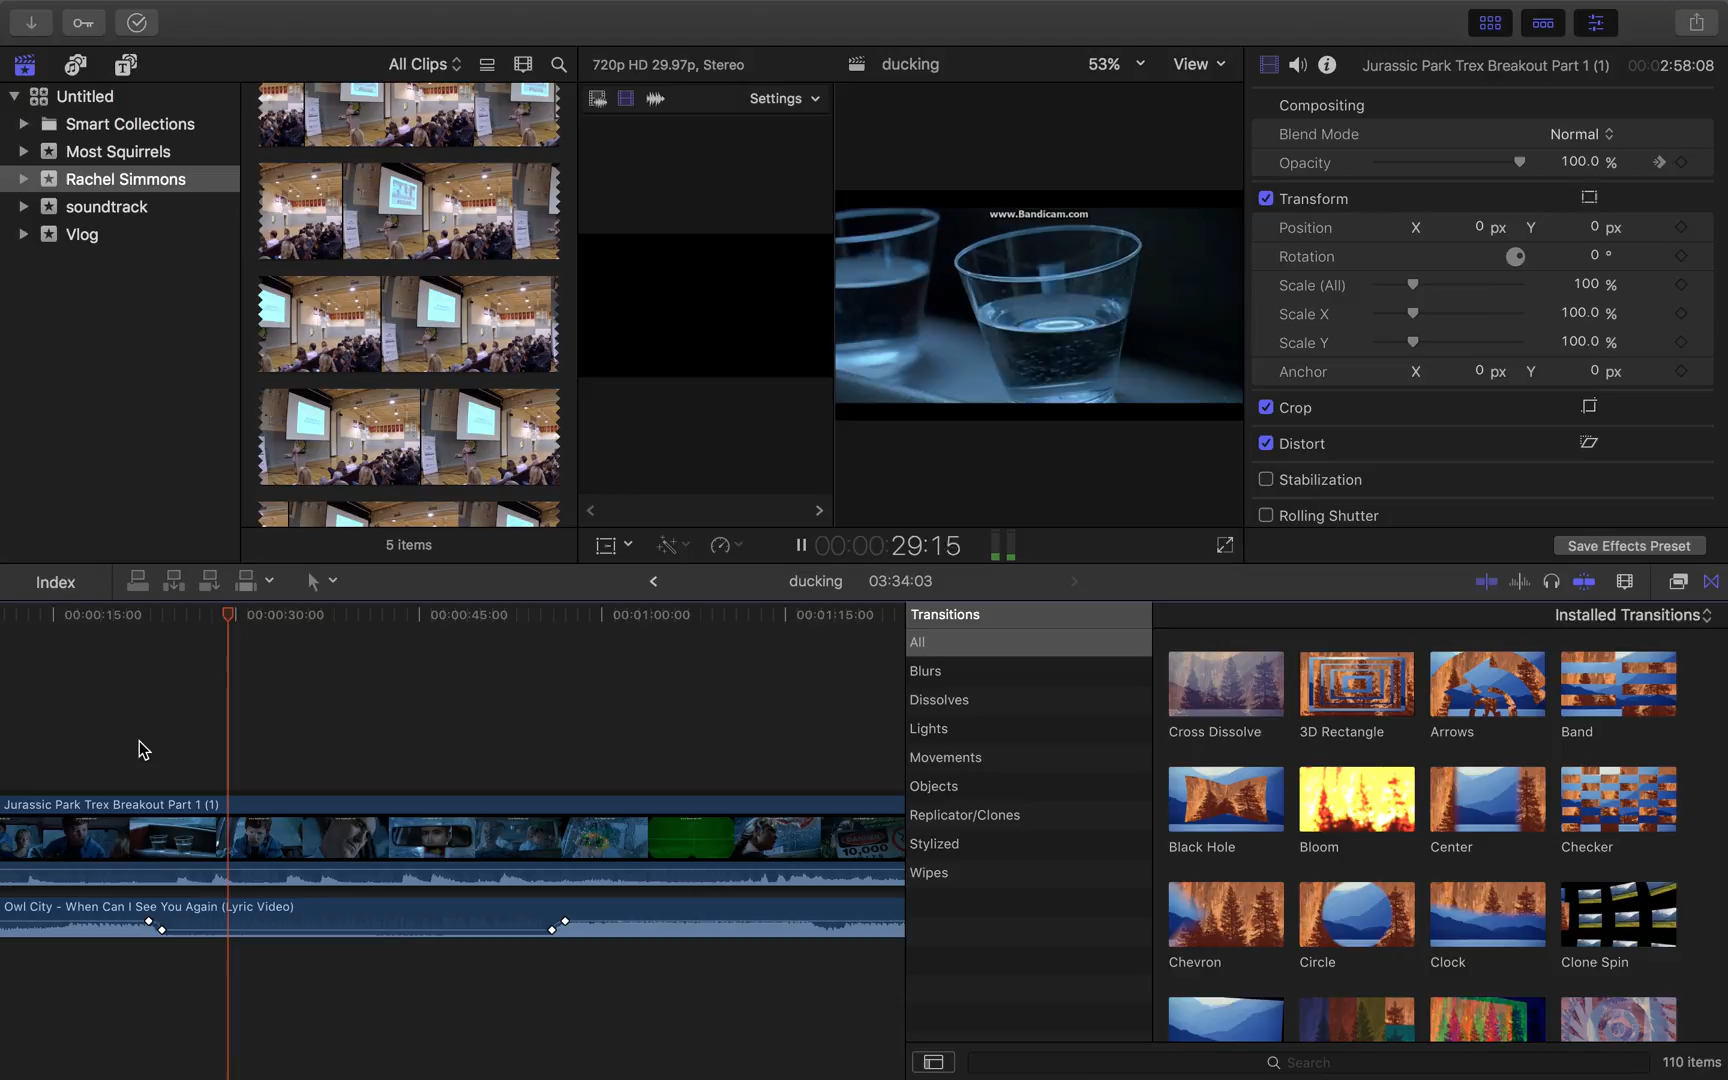 All Clips
720p HD 29.97p, Stereo
ducking
53%
View
Jurassic Park Trex Breakout Part 1 (1)
00:02:58:08
Untitled
Smart Collections
Most Squirrels
Rachel Simmons
soundtrack
Vlog
5 items
Settings
www.Bandicam.com
Compositing
Blend Mode
Normal
Opacity
100.0 %
Transform
Position X 0 px Y 0 px
Rotation 0 °
Scale (All) 100 %
Scale X 100.0 %
Scale Y 100.0 %
Anchor X 0 px Y 0 px
Crop
Distort
Stabilization
Rolling Shutter
00:00:29:15
Save Effects Preset
Index
ducking 03:34:03
00:00:15:00 00:00:30:00 00:00:45:00 00:01:00:00 00:01:15:00
Jurassic Park Trex Breakout Part 1 (1)
Owl City - When Can I See You Again (Lyric Video)
Transitions
All
Blurs
Dissolves
Lights
Movements
Objects
Replicator/Clones
Stylized
Wipes
Installed Transitions
Cross Dissolve
3D Rectangle
Arrows
Band
Black Hole
Bloom
Center
Checker
Chevron
Circle
Clock
Clone Spin
Search
110 items